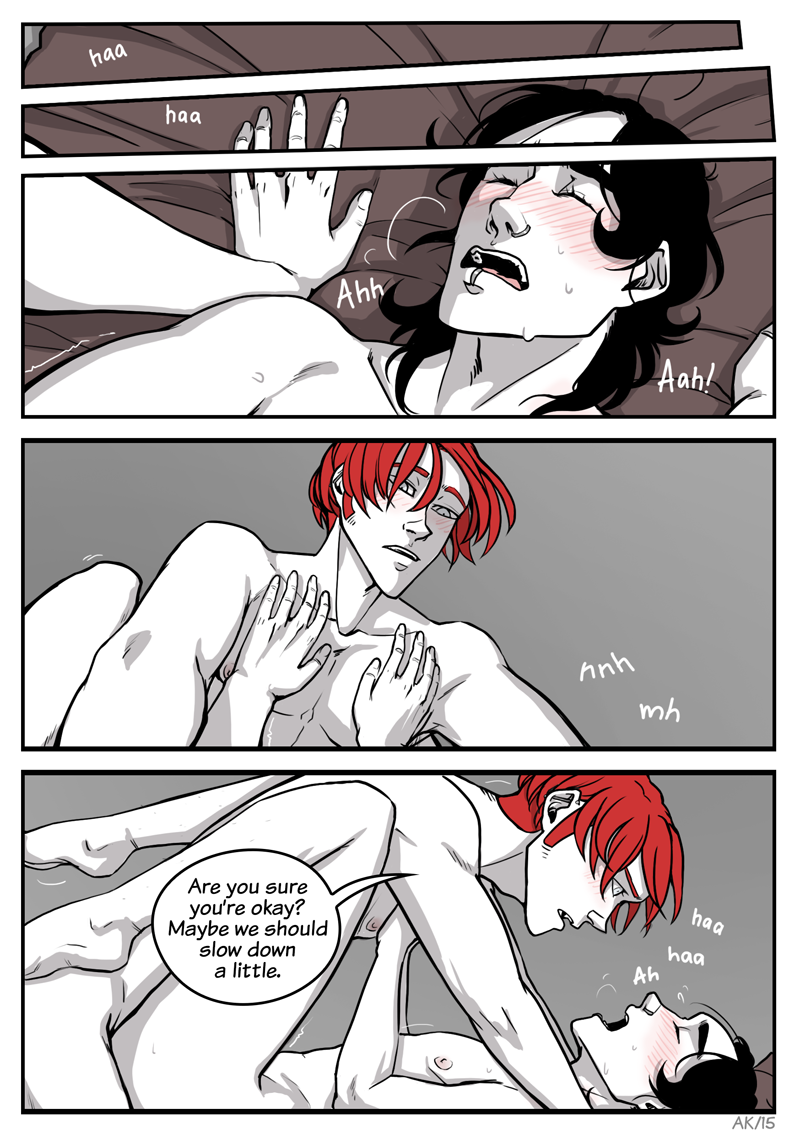 haa
haa
Ahh
Aah!
nnh
mh
Are you sure
you're okay?
Maybe we should
slow down
a little.
haa
haa
Ah
AK/15